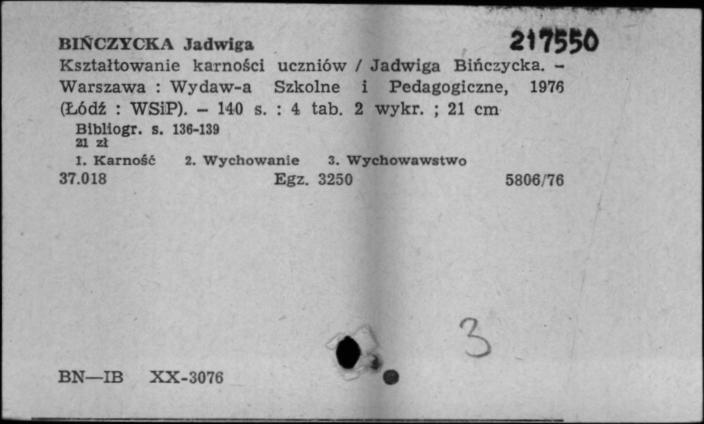 BIŃCZYCKA Jadwiga 217550
Kształtowanie karności uczniów / Jadwiga Bińczycka. –
Warszawa : Wydaw-a Szkolne i Pedagogiczne, 1976
(Łódź : WSiP). – 140 s. : 4 tab. 2 wykr. ; 21 cm
Bibliogr. s. 136-139
21 zł
1. Karność 2. Wychowanie 3. Wychowawstwo
37.018 Egz. 3250 5806/76
3
BN—IB XX-3076